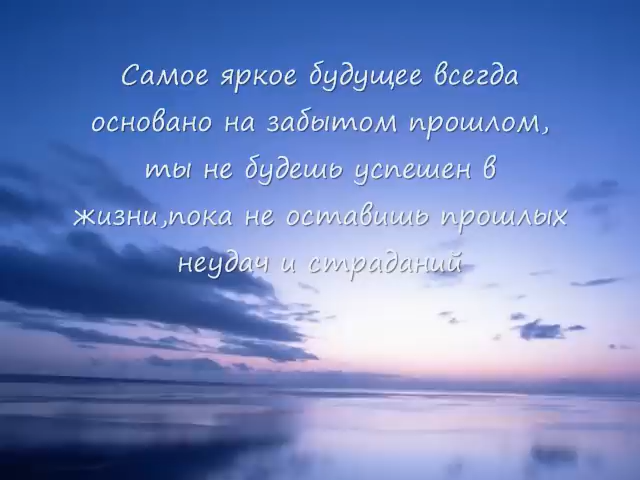 Самое яркое будущее всегда
основано на забытом прошлом,
ты не будешь успешен в
жизни,пока не оставишь прошлых
неудач и страданий